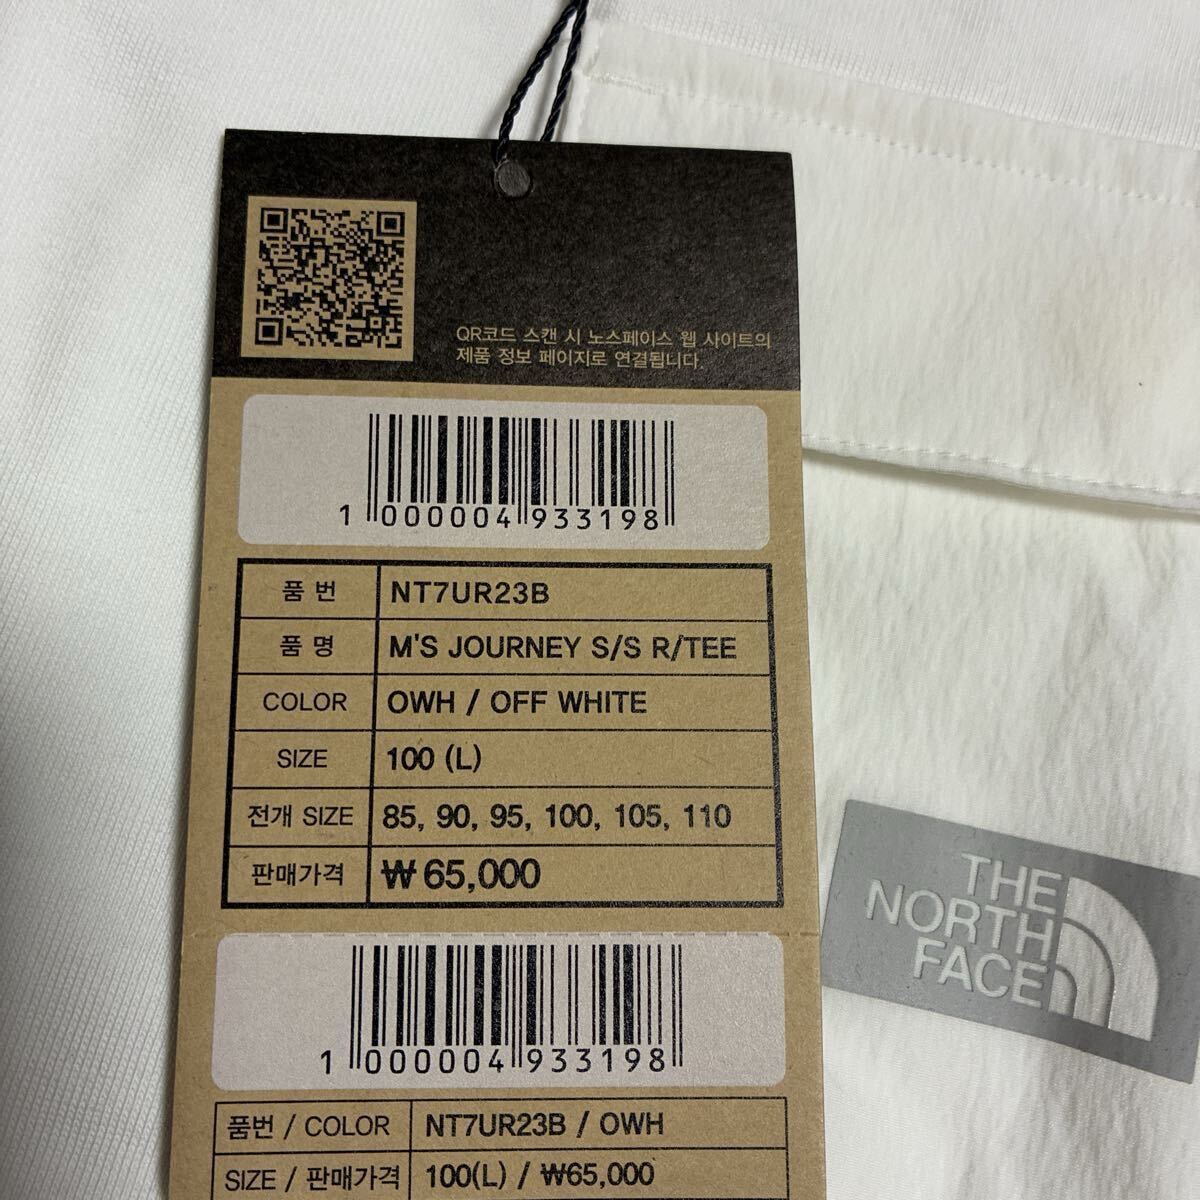 QR코드 스캔 시 노스페이스 웹 사이트의
제품 정보 페이지로 연결됩니다.
1 000004 933198
품 번 NT7UR23B
품 명 M'S JOURNEY S/S R/TEE
COLOR OWH / OFF WHITE
SIZE 100 (L)
전개 SIZE 85, 90, 95, 100, 105, 110
판매가격 ₩65,000
1 000004 933198
품번 / COLOR NT7UR23B / OWH
SIZE / 판매가격 100(L) / ₩65,000
THE
NORTH
FACE